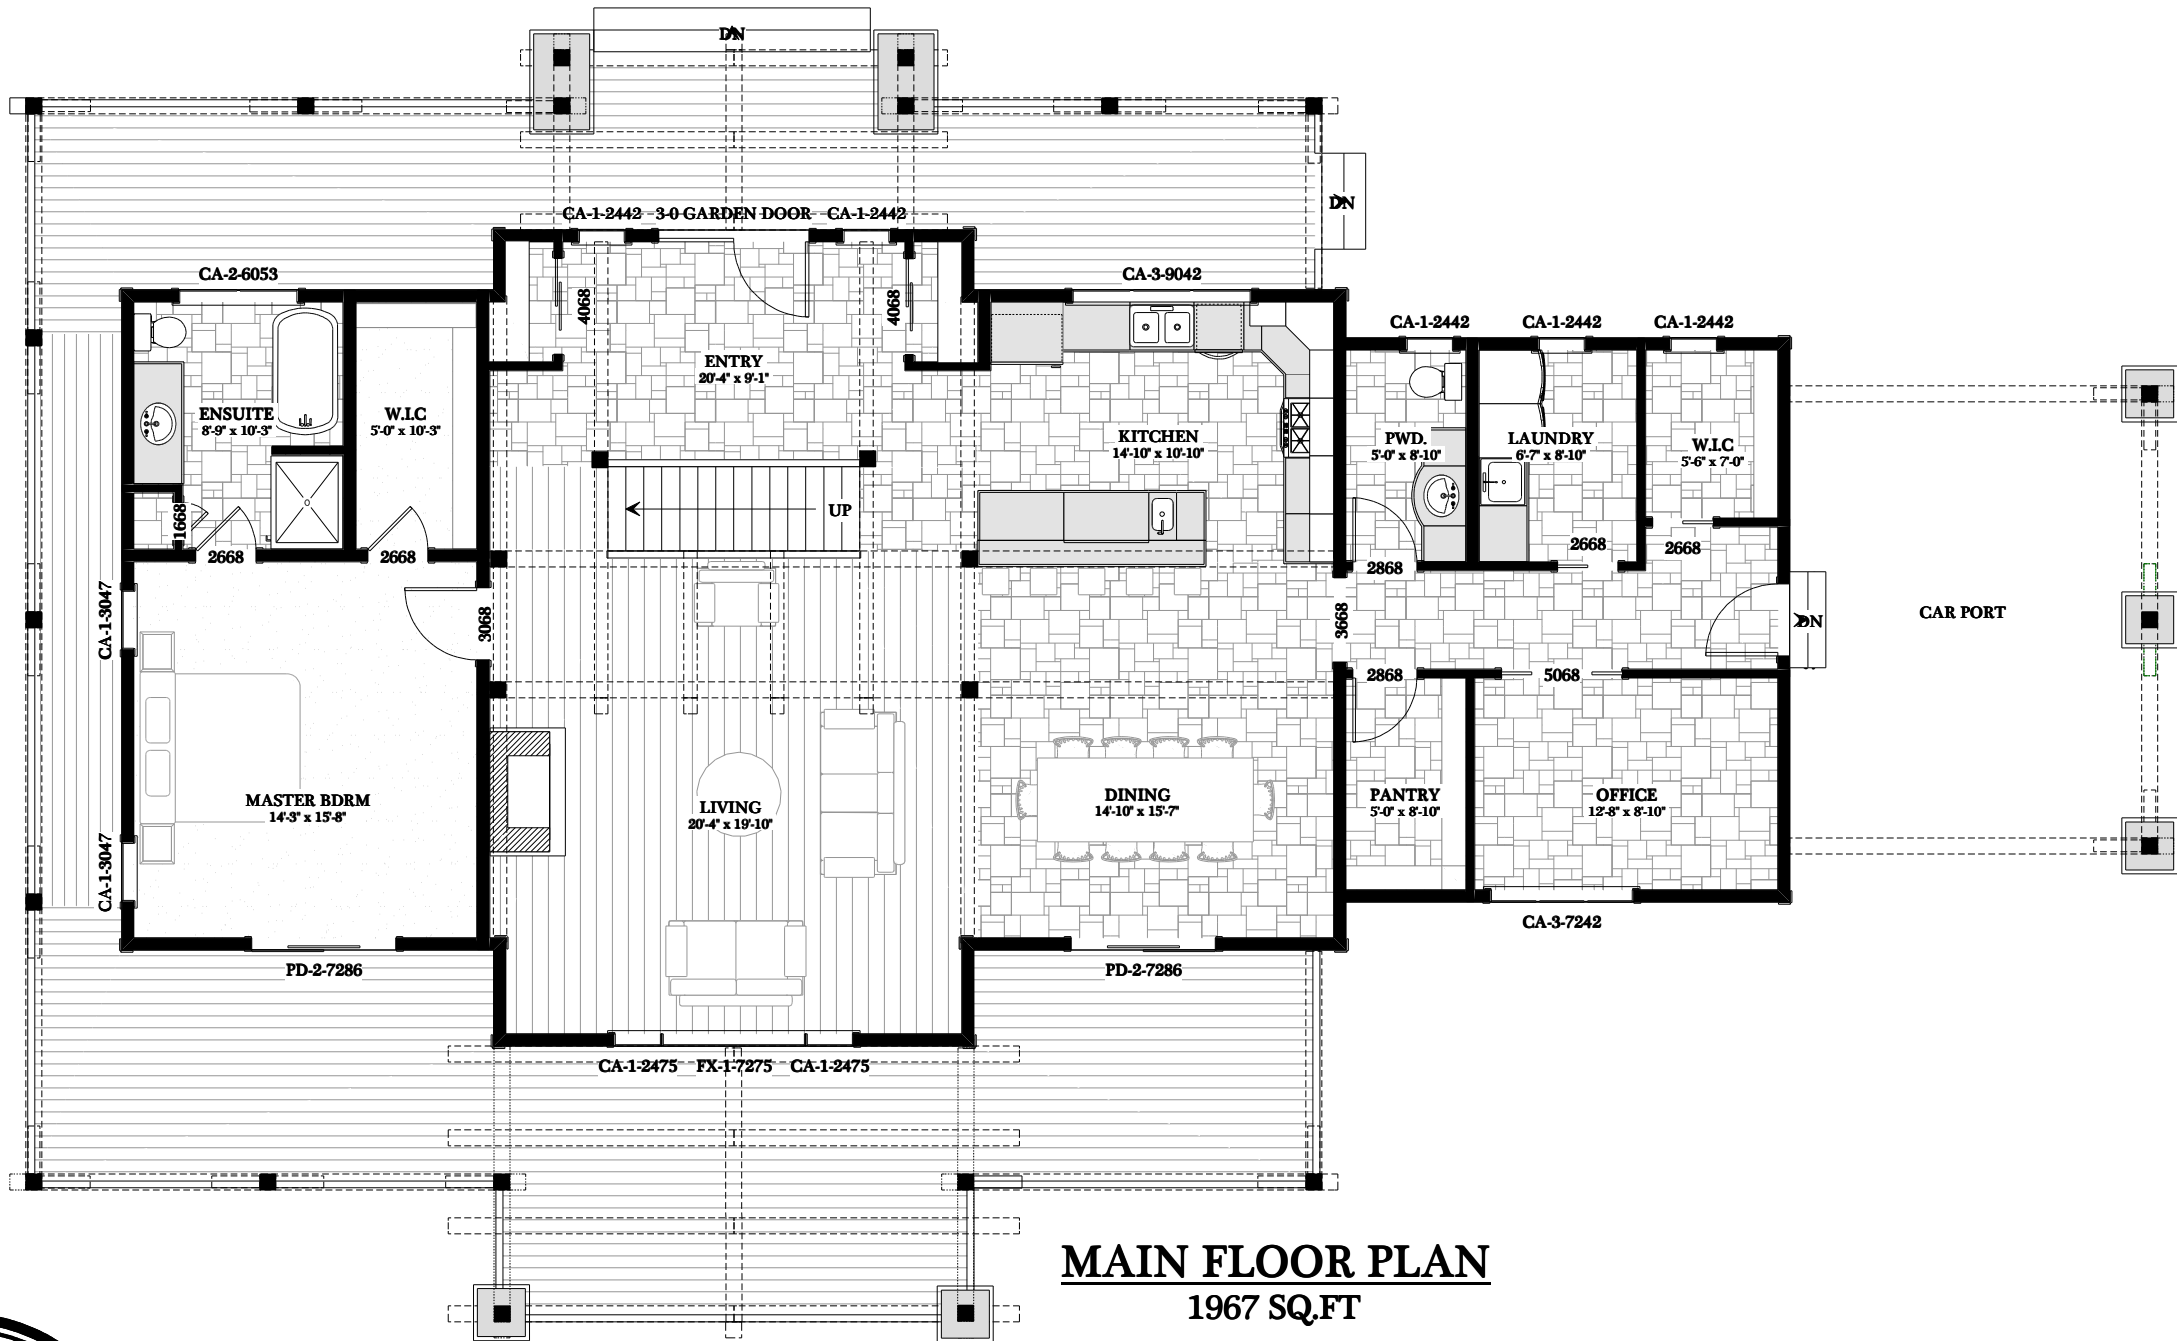 DN
DN
CA-1-2442 3-0 GARDEN DOOR CA-1-2442
CA-2-6053
CA-3-9042
4068
4068
CA-1-2442
CA-1-2442
CA-1-2442
ENTRY
20'-4" x 9'-1"
ENSUITE
8'-9" x 10'-3"
W.I.C
5'-0" x 10'-3"
KITCHEN
14'-10" x 10'-10"
PWD.
5'-0" x 8'-10"
LAUNDRY
6'-7" x 8'-10"
W.I.C
5'-6" x 7'-0"
UP
1668
2668
2668
2868
2668
2668
CA-1-3047
3068
3668
DN
CAR PORT
2868
5068
MASTER BDRM
14'-3" x 15'-8"
LIVING
20'-4" x 19'-10"
DINING
14'-10" x 15'-7"
PANTRY
5'-0" x 8'-10"
OFFICE
12'-8" x 8'-10"
CA-1-3047
CA-3-7242
PD-2-7286
PD-2-7286
CA-1-2475 FX-1-7275 CA-1-2475
MAIN FLOOR PLAN
1967 SQ.FT